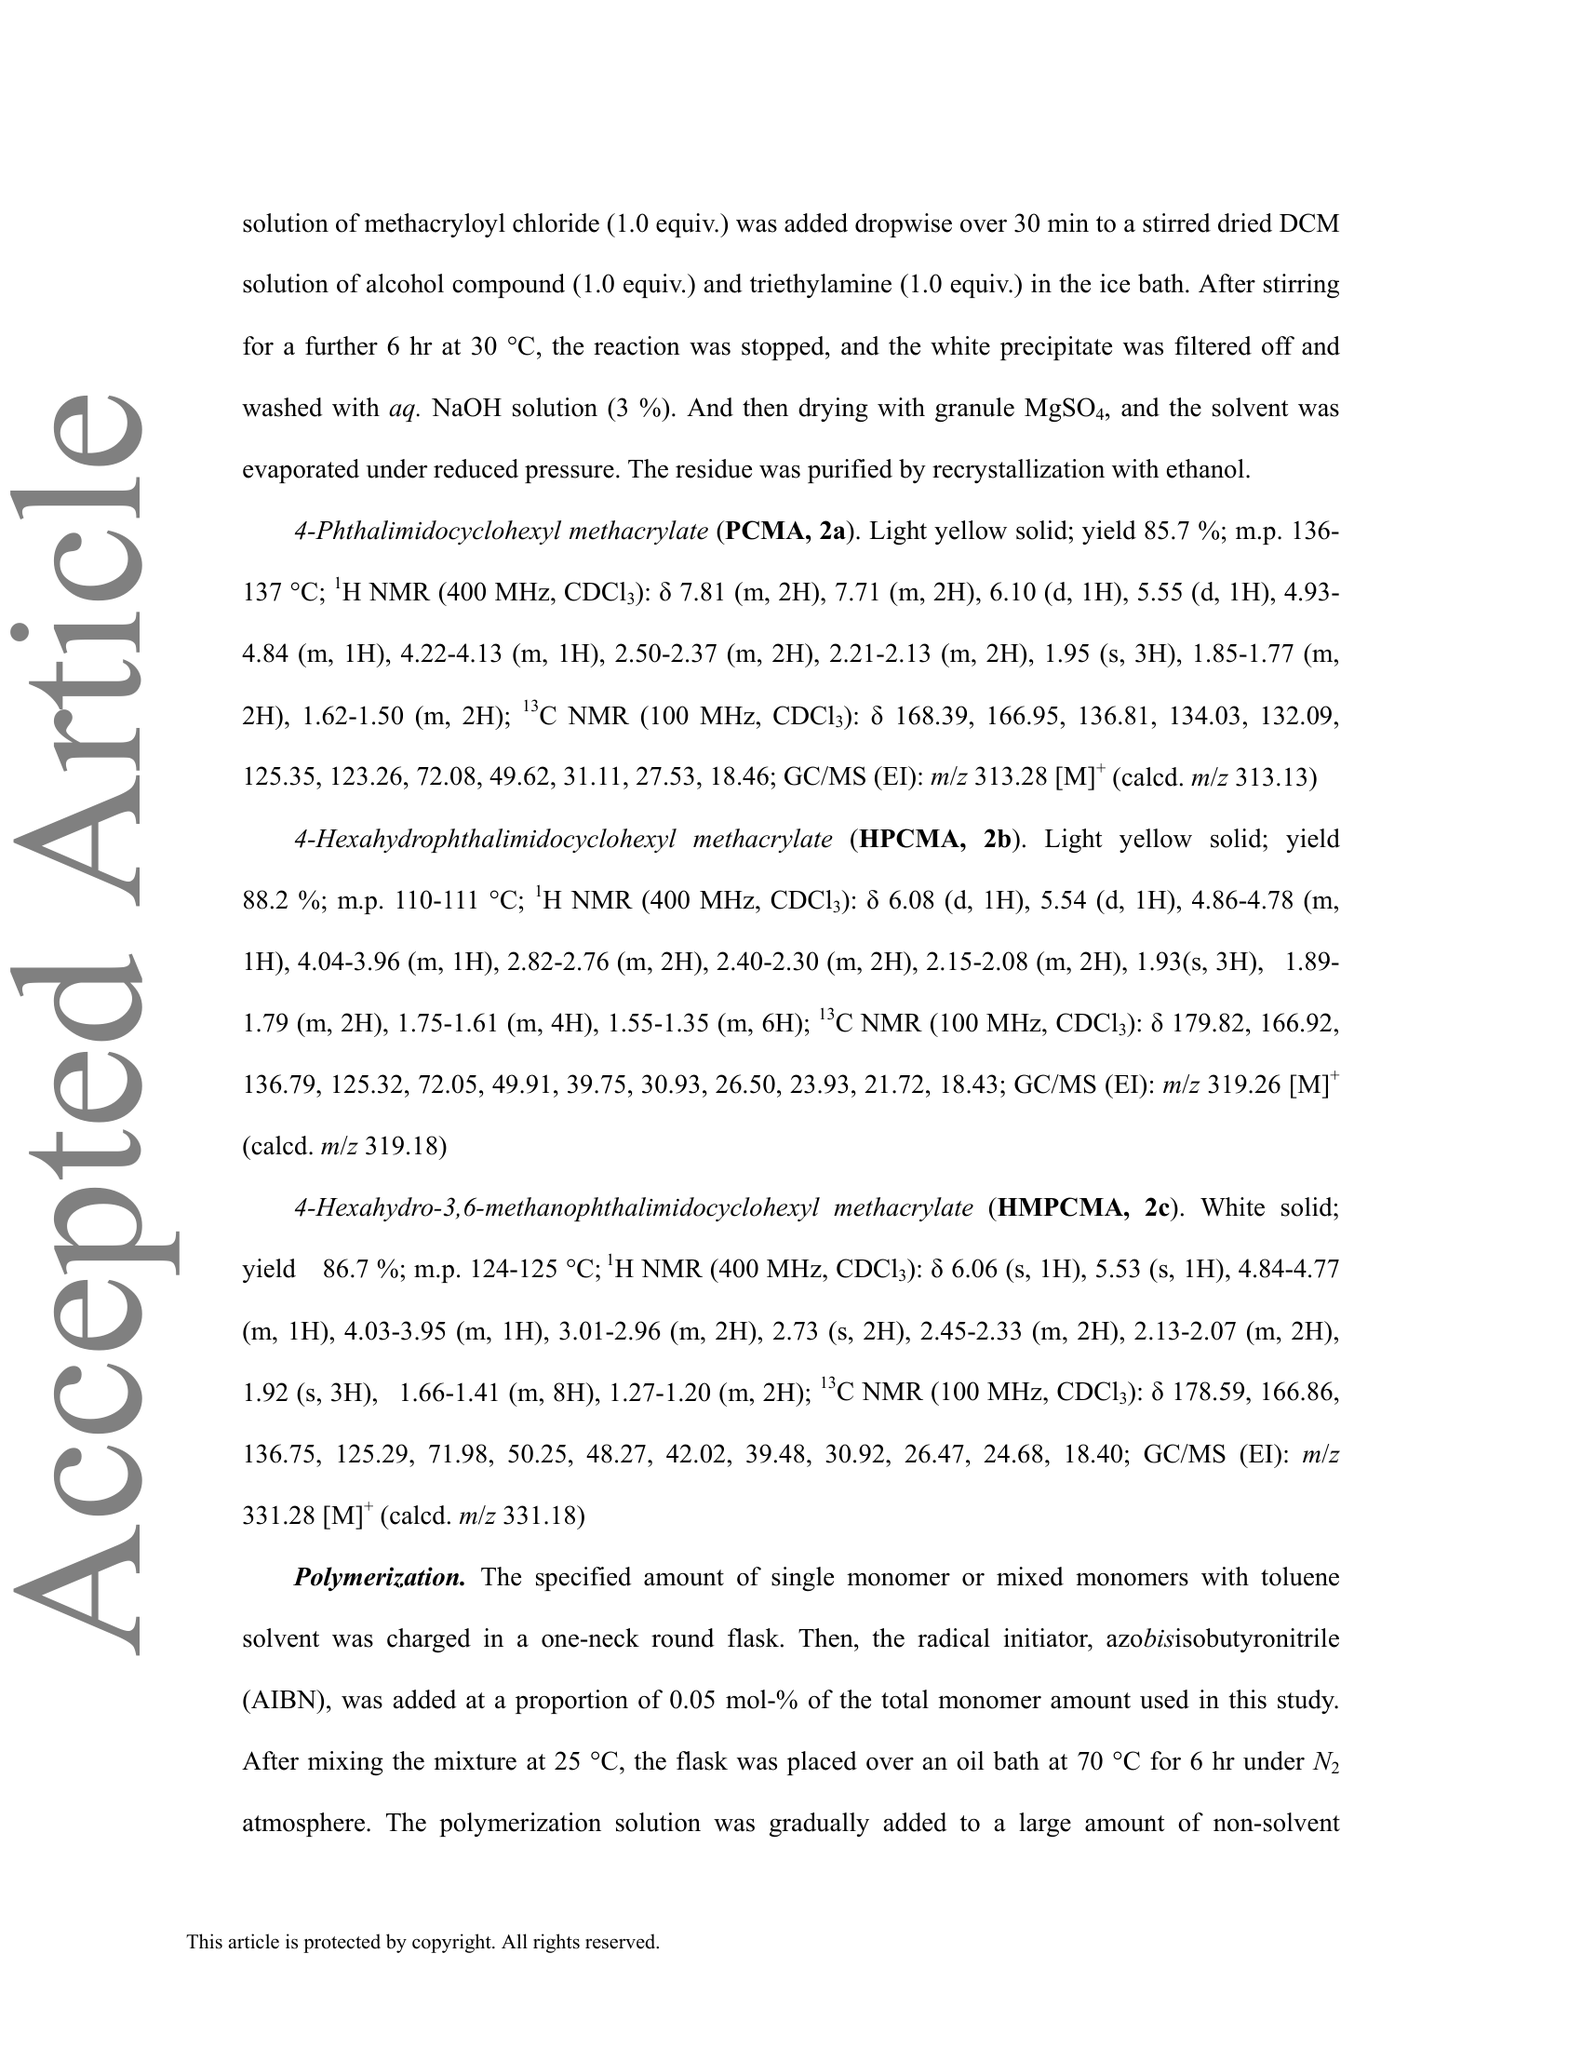 solution of methacryloyl chloride (1.0 equiv.) was added dropwise over 30 min to a stirred dried DCM
solution of alcohol compound (1.0 equiv.) and triethylamine (1.0 equiv.) in the ice bath. After stirring
for a further 6 hr at 30 °C, the reaction was stopped, and the white precipitate was filtered off and
washed with aq. NaOH solution (3 %). And then drying with granule MgSO₄, and the solvent was
evaporated under reduced pressure. The residue was purified by recrystallization with ethanol.
4-Phthalimidocyclohexyl methacrylate (PCMA, 2a). Light yellow solid; yield 85.7 %; m.p. 136-
137 °C; ¹H NMR (400 MHz, CDCl₃): δ 7.81 (m, 2H), 7.71 (m, 2H), 6.10 (d, 1H), 5.55 (d, 1H), 4.93-
4.84 (m, 1H), 4.22-4.13 (m, 1H), 2.50-2.37 (m, 2H), 2.21-2.13 (m, 2H), 1.95 (s, 3H), 1.85-1.77 (m,
2H), 1.62-1.50 (m, 2H); ¹³C NMR (100 MHz, CDCl₃): δ 168.39, 166.95, 136.81, 134.03, 132.09,
125.35, 123.26, 72.08, 49.62, 31.11, 27.53, 18.46; GC/MS (EI): m/z 313.28 [M]⁺ (calcd. m/z 313.13)
4-Hexahydrophthalimidocyclohexyl methacrylate (HPCMA, 2b). Light yellow solid; yield
88.2 %; m.p. 110-111 °C; ¹H NMR (400 MHz, CDCl₃): δ 6.08 (d, 1H), 5.54 (d, 1H), 4.86-4.78 (m,
1H), 4.04-3.96 (m, 1H), 2.82-2.76 (m, 2H), 2.40-2.30 (m, 2H), 2.15-2.08 (m, 2H), 1.93(s, 3H), 1.89-
1.79 (m, 2H), 1.75-1.61 (m, 4H), 1.55-1.35 (m, 6H); ¹³C NMR (100 MHz, CDCl₃): δ 179.82, 166.92,
136.79, 125.32, 72.05, 49.91, 39.75, 30.93, 26.50, 23.93, 21.72, 18.43; GC/MS (EI): m/z 319.26 [M]⁺
(calcd. m/z 319.18)
4-Hexahydro-3,6-methanophthalimidocyclohexyl methacrylate (HMPCMA, 2c). White solid;
yield 86.7 %; m.p. 124-125 °C; ¹H NMR (400 MHz, CDCl₃): δ 6.06 (s, 1H), 5.53 (s, 1H), 4.84-4.77
(m, 1H), 4.03-3.95 (m, 1H), 3.01-2.96 (m, 2H), 2.73 (s, 2H), 2.45-2.33 (m, 2H), 2.13-2.07 (m, 2H),
1.92 (s, 3H), 1.66-1.41 (m, 8H), 1.27-1.20 (m, 2H); ¹³C NMR (100 MHz, CDCl₃): δ 178.59, 166.86,
136.75, 125.29, 71.98, 50.25, 48.27, 42.02, 39.48, 30.92, 26.47, 24.68, 18.40; GC/MS (EI): m/z
331.28 [M]⁺ (calcd. m/z 331.18)
Polymerization. The specified amount of single monomer or mixed monomers with toluene
solvent was charged in a one-neck round flask. Then, the radical initiator, azobisisobutyronitrile
(AIBN), was added at a proportion of 0.05 mol-% of the total monomer amount used in this study.
After mixing the mixture at 25 °C, the flask was placed over an oil bath at 70 °C for 6 hr under N₂
atmosphere. The polymerization solution was gradually added to a large amount of non-solvent
This article is protected by copyright. All rights reserved.
Accepted Article